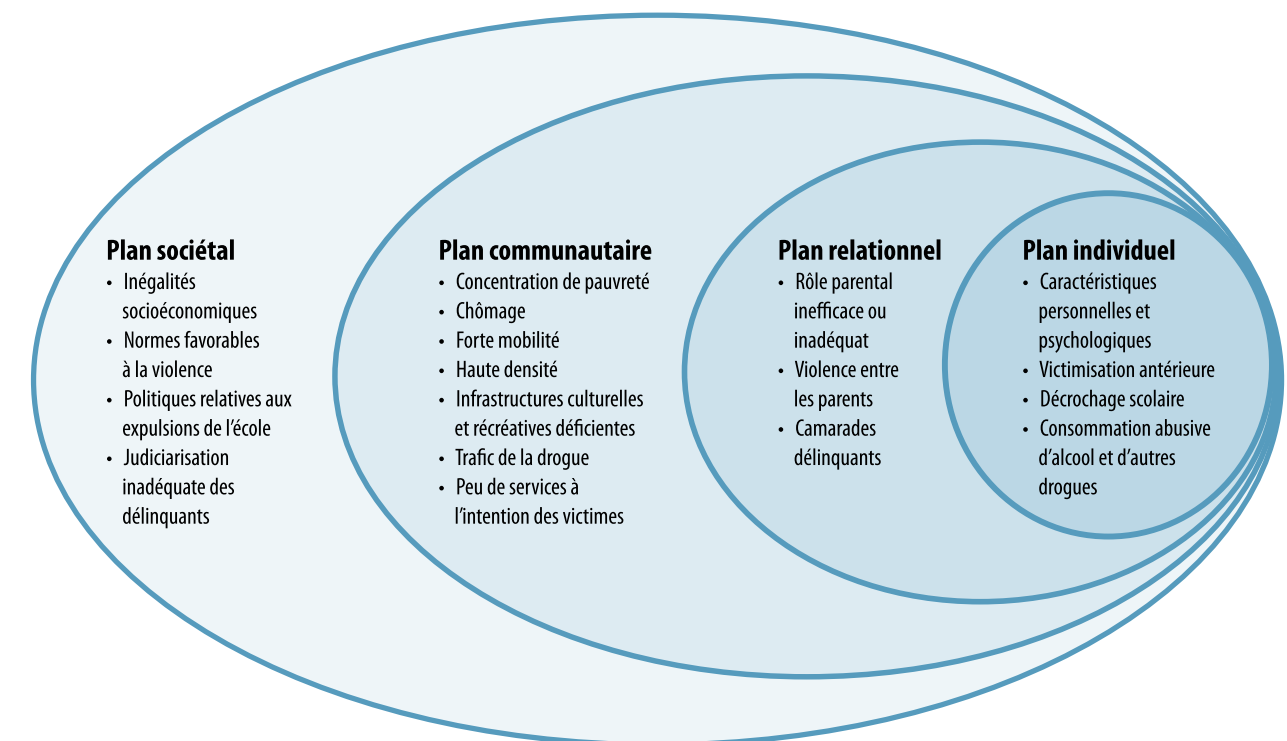 Plan sociétal
• Inégalités
socioéconomiques
• Normes favorables
à la violence
• Politiques relatives aux
expulsions de l’école
• Judiciarisation
inadéquate des
délinquants
Plan communautaire
• Concentration de pauvreté
• Chômage
• Forte mobilité
• Haute densité
• Infrastructures culturelles
et récréatives déficientes
• Trafic de la drogue
• Peu de services à
l’intention des victimes
Plan relationnel
• Rôle parental
inefficace ou
inadéquat
• Violence entre
les parents
• Camarades
délinquants
Plan individuel
• Caractéristiques
personnelles et
psychologiques
• Victimisation antérieure
• Décrochage scolaire
• Consommation abusive
d’alcool et d’autres
drogues